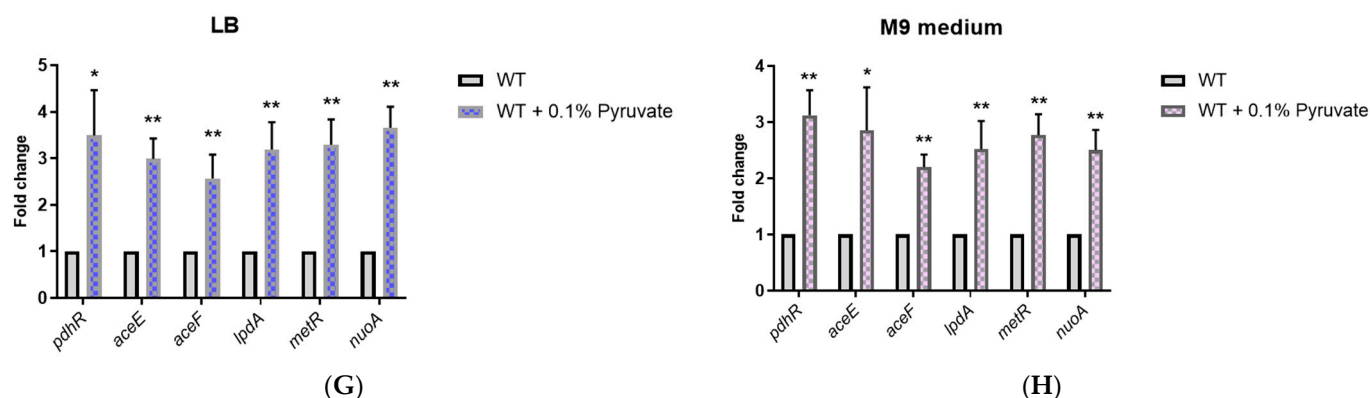 LB
Fold change
5
4
3
2
1
0
* ** ** ** ** **
pdhR aceE aceF lpdA metR nuoA
WT
WT + 0.1% Pyruvate
(G)
M9 medium
Fold change
4
3
2
1
0
** * ** ** ** **
pdhR aceE aceF lpdA metR nuoA
WT
WT + 0.1% Pyruvate
(H)